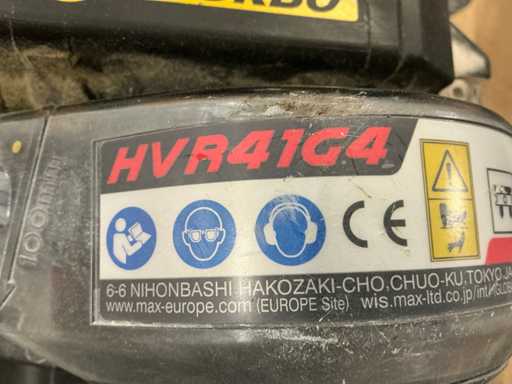 HVR41G4
100mm
CE
6-6 NIHONBASHI-HAKOZAKI-CHO,CHUO-KU,TOKYO,JA
www.max-europe.com (EUROPE Site) wis.max-ltd.co.jp/int